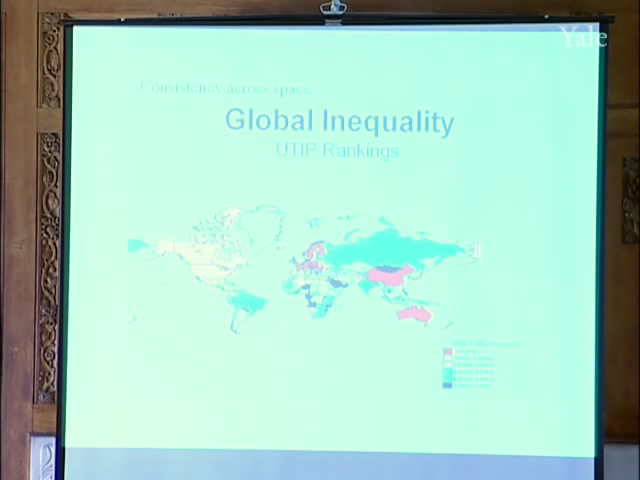 Yale
Consistency across space:
Global Inequality
UTIP Rankings